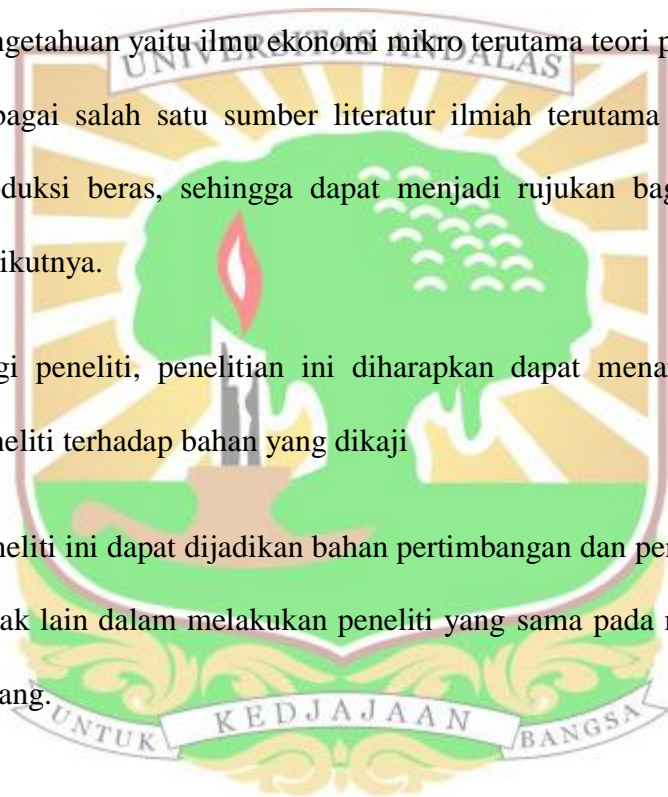 ngetahuan yaitu ilmu ekonomi mikro terutama teori p
UNIVERSITAS ANDALAS
bagai salah satu sumber literatur ilmiah terutama
oduksi beras, sehingga dapat menjadi rujukan bag
ikutnya.
gi peneliti, penelitian ini diharapkan dapat mena
neliti terhadap bahan yang dikaji
neliti ini dapat dijadikan bahan pertimbangan dan per
ak lain dalam melakukan peneliti yang sama pada
ang.
UNTUK KEDJAJAAN BANGSA